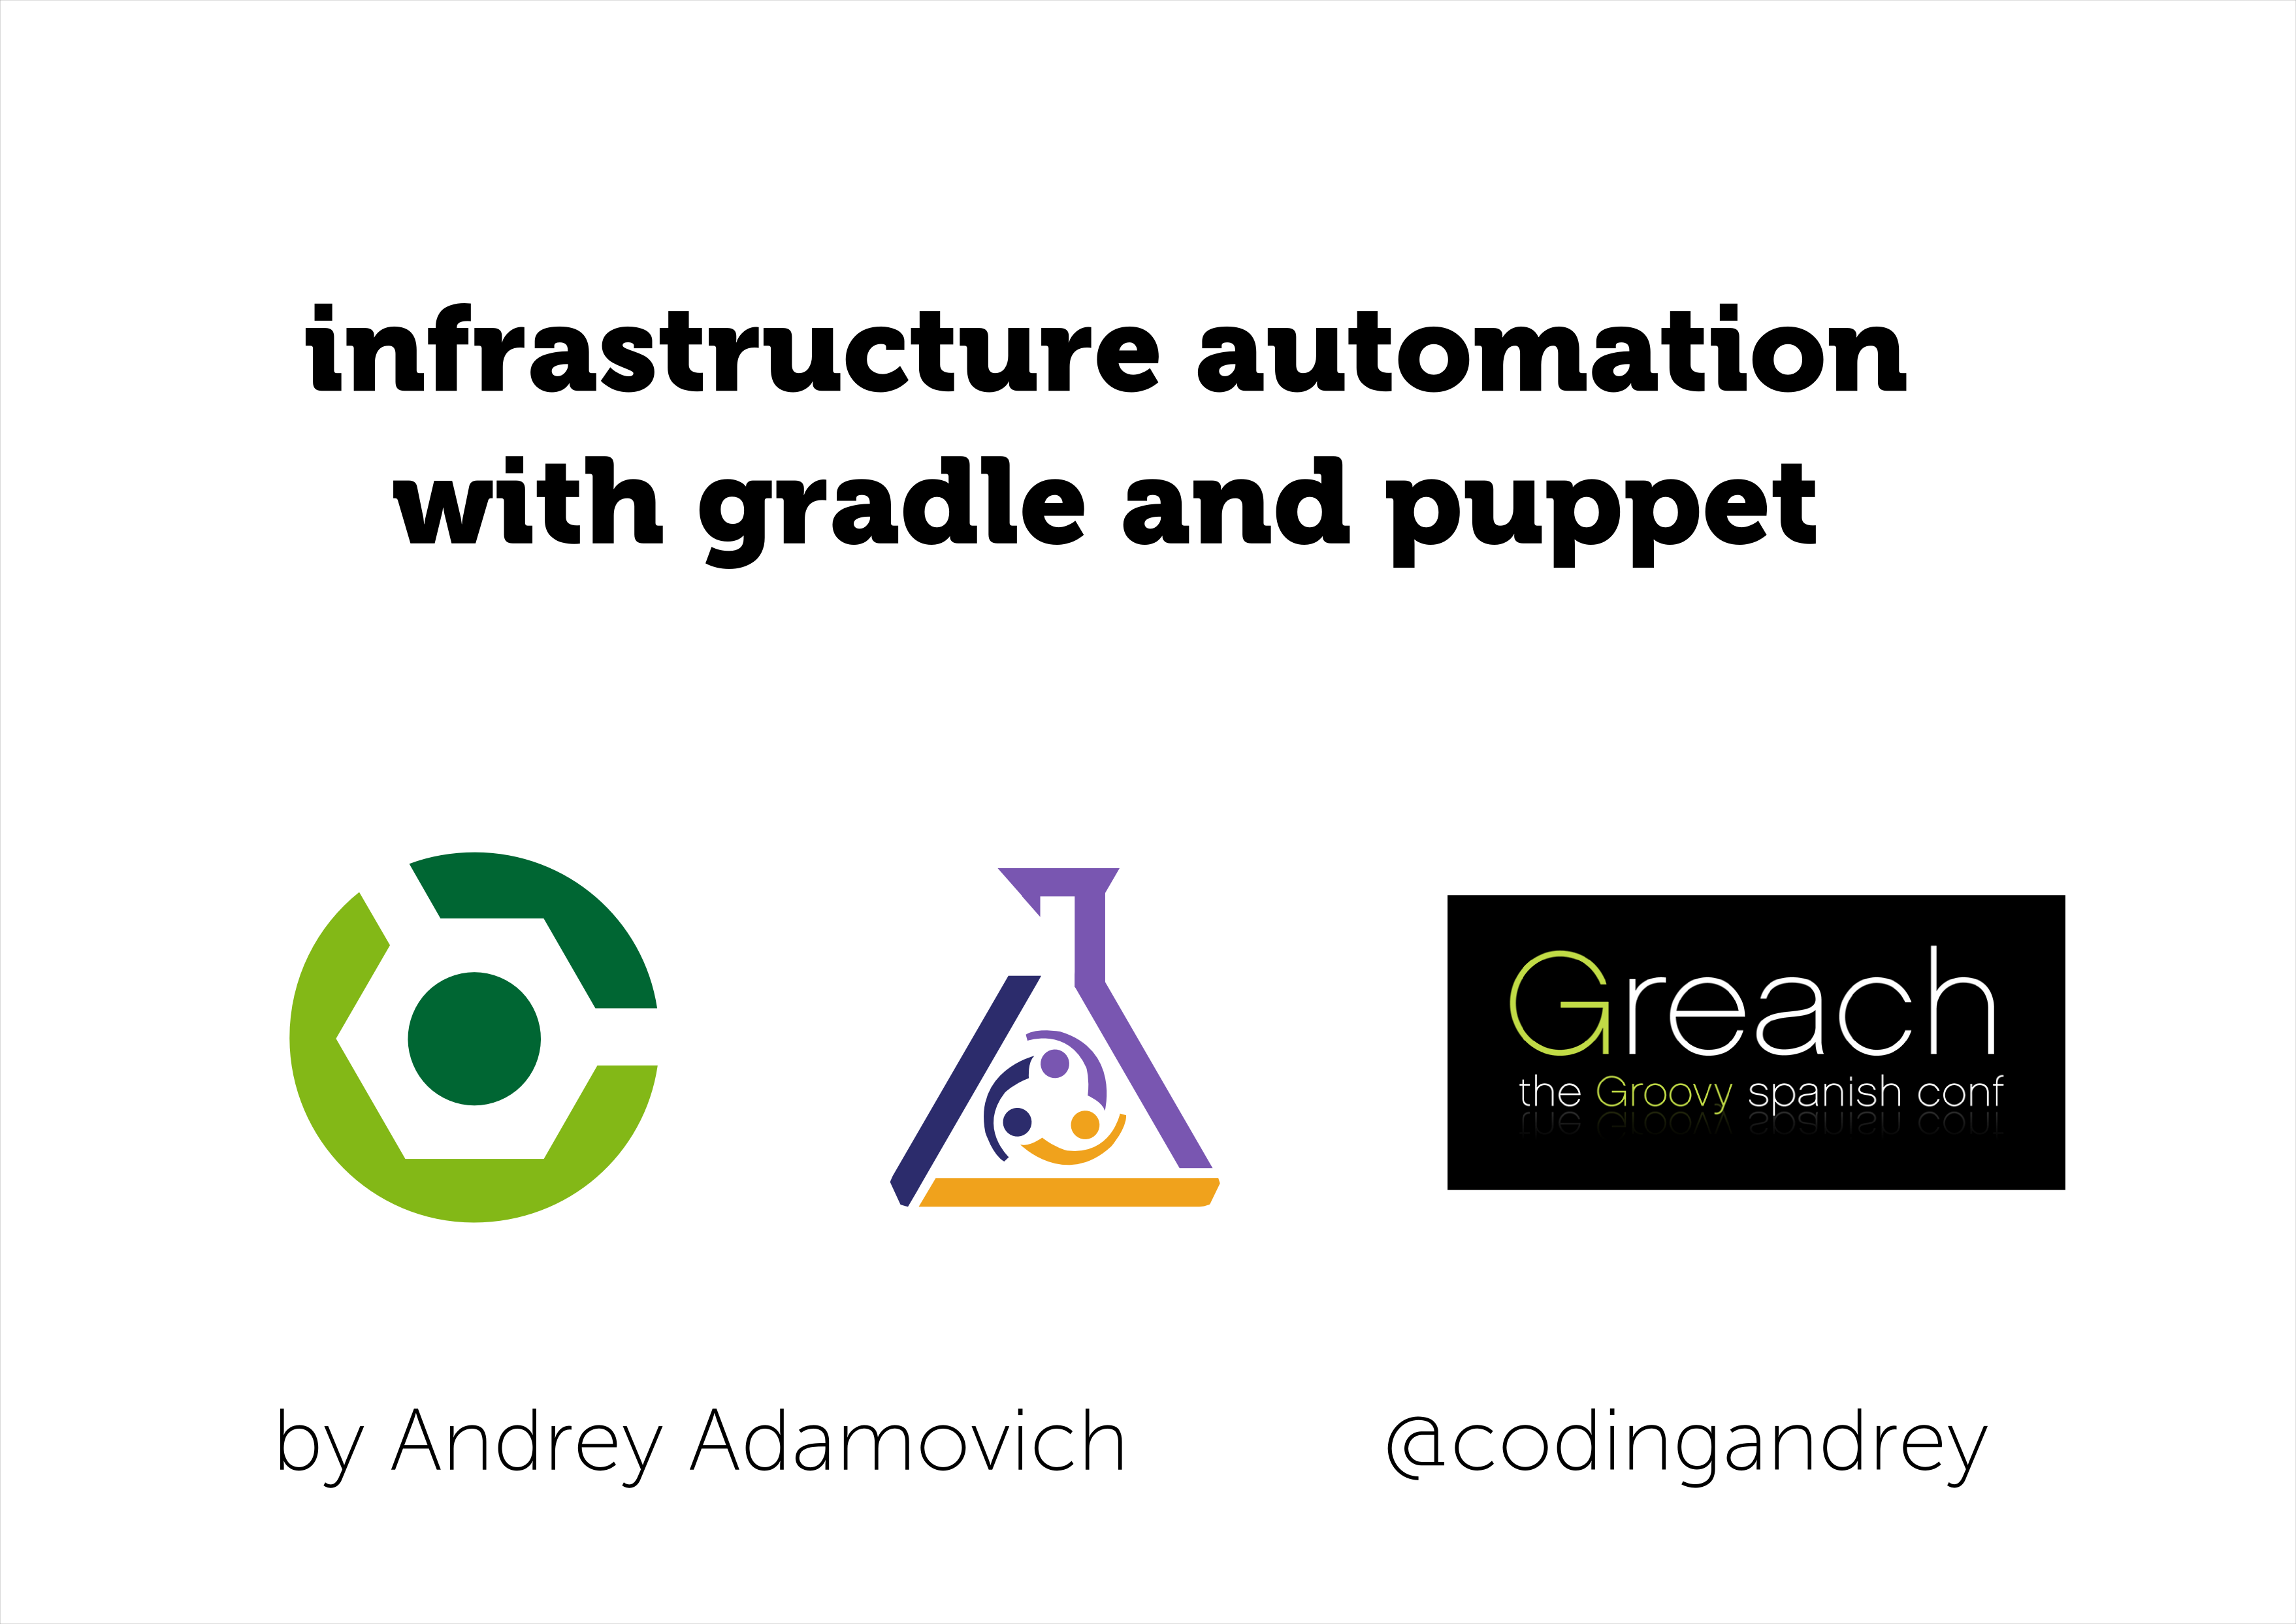 infrastructure automation
with gradle and puppet
Greach
the Groovy spanish conf
by Andrey Adamovich
@codingandrey